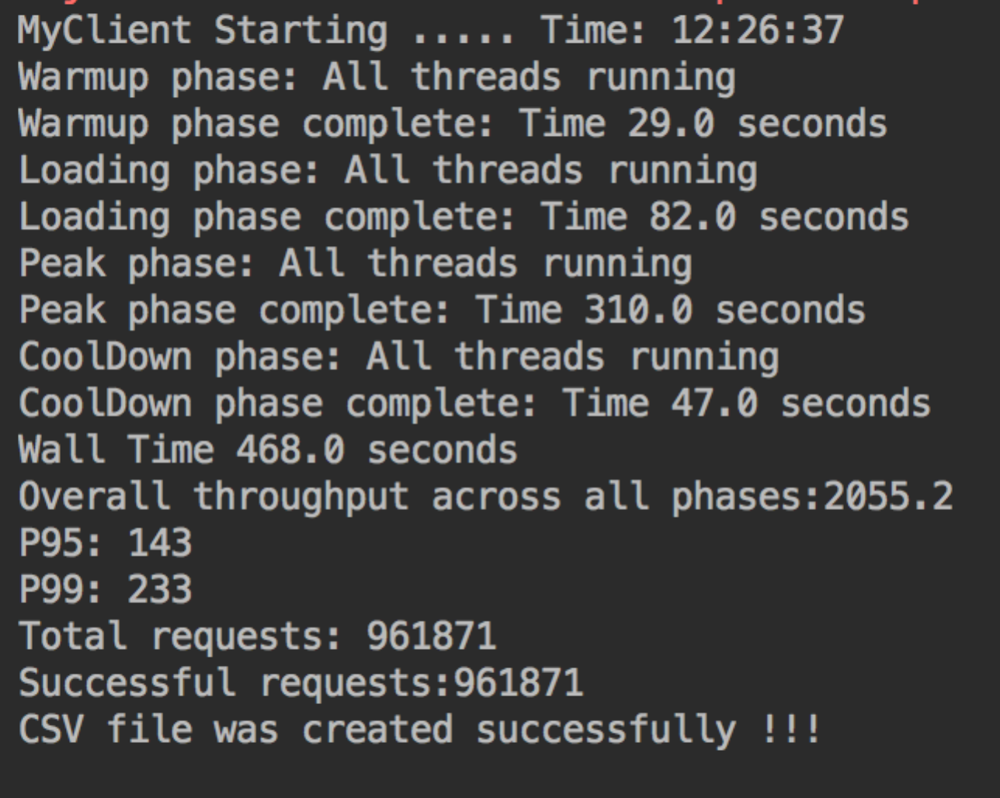 MyClient Starting ..... Time: 12:26:37
Warmup phase: All threads running
Warmup phase complete: Time 29.0 seconds
Loading phase: All threads running
Loading phase complete: Time 82.0 seconds
Peak phase: All threads running
Peak phase complete: Time 310.0 seconds
CoolDown phase: All threads running
CoolDown phase complete: Time 47.0 seconds
Wall Time 468.0 seconds
Overall throughput across all phases:2055.2
P95: 143
P99: 233
Total requests: 961871
Successful requests:961871
CSV file was created successfully !!!